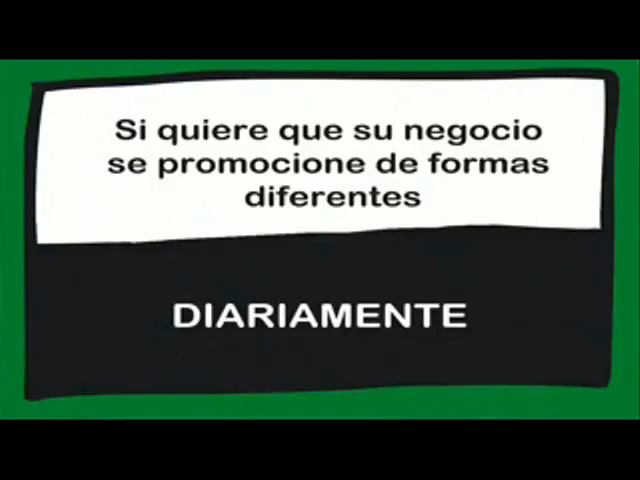 Si quiere que su negocio
se promocione de formas
diferentes
DIARIAMENTE